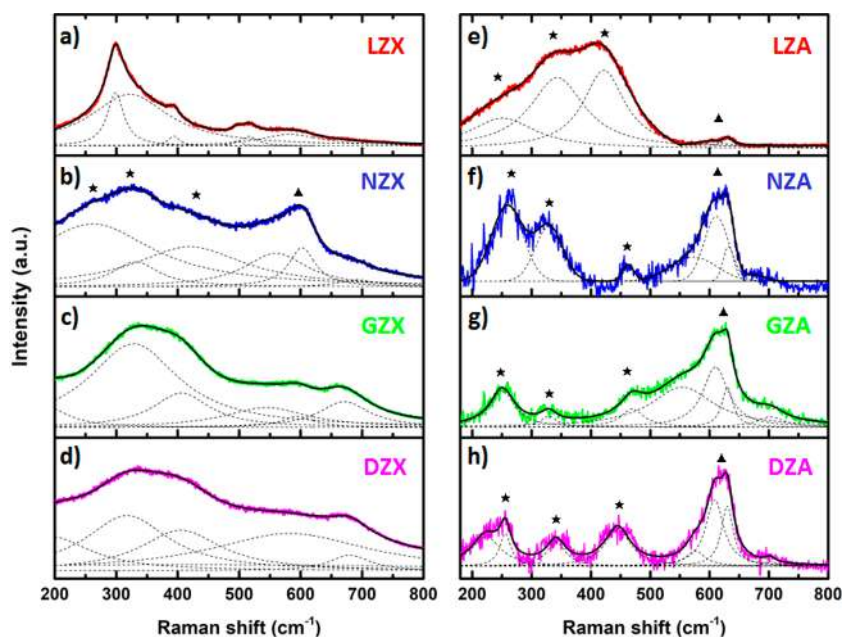 a) LZX
b) NZX
c) GZX
d) DZX
200 300 400 500 600 700 800
Raman shift (cm⁻¹)
Intensity (a.u.)
e) LZA
f) NZA
g) GZA
h) DZA
200 300 400 500 600 700 800
Raman shift (cm⁻¹)